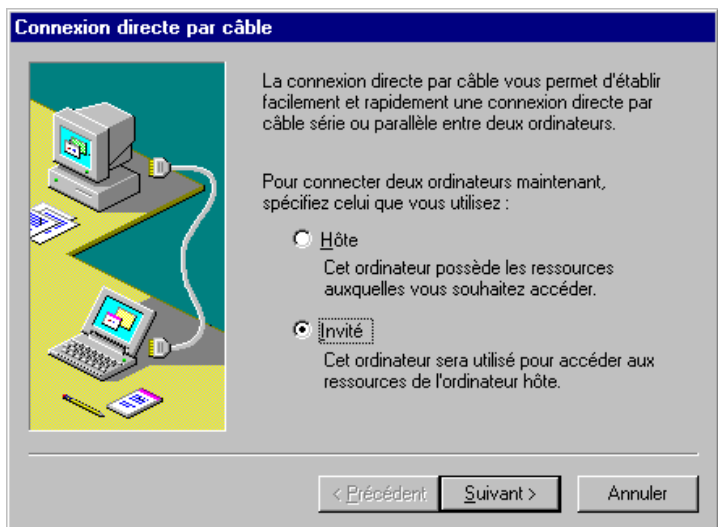 Connexion directe par câble
La connexion directe par câble vous permet d'établir
facilement et rapidement une connexion directe par
câble série ou parallèle entre deux ordinateurs.
Pour connecter deux ordinateurs maintenant,
spécifiez celui que vous utilisez :
Hôte
Cet ordinateur possède les ressources
auxquelles vous souhaitez accéder.
Invité
Cet ordinateur sera utilisé pour accéder aux
ressources de l'ordinateur hôte.
< Précédent
Suivant >
Annuler